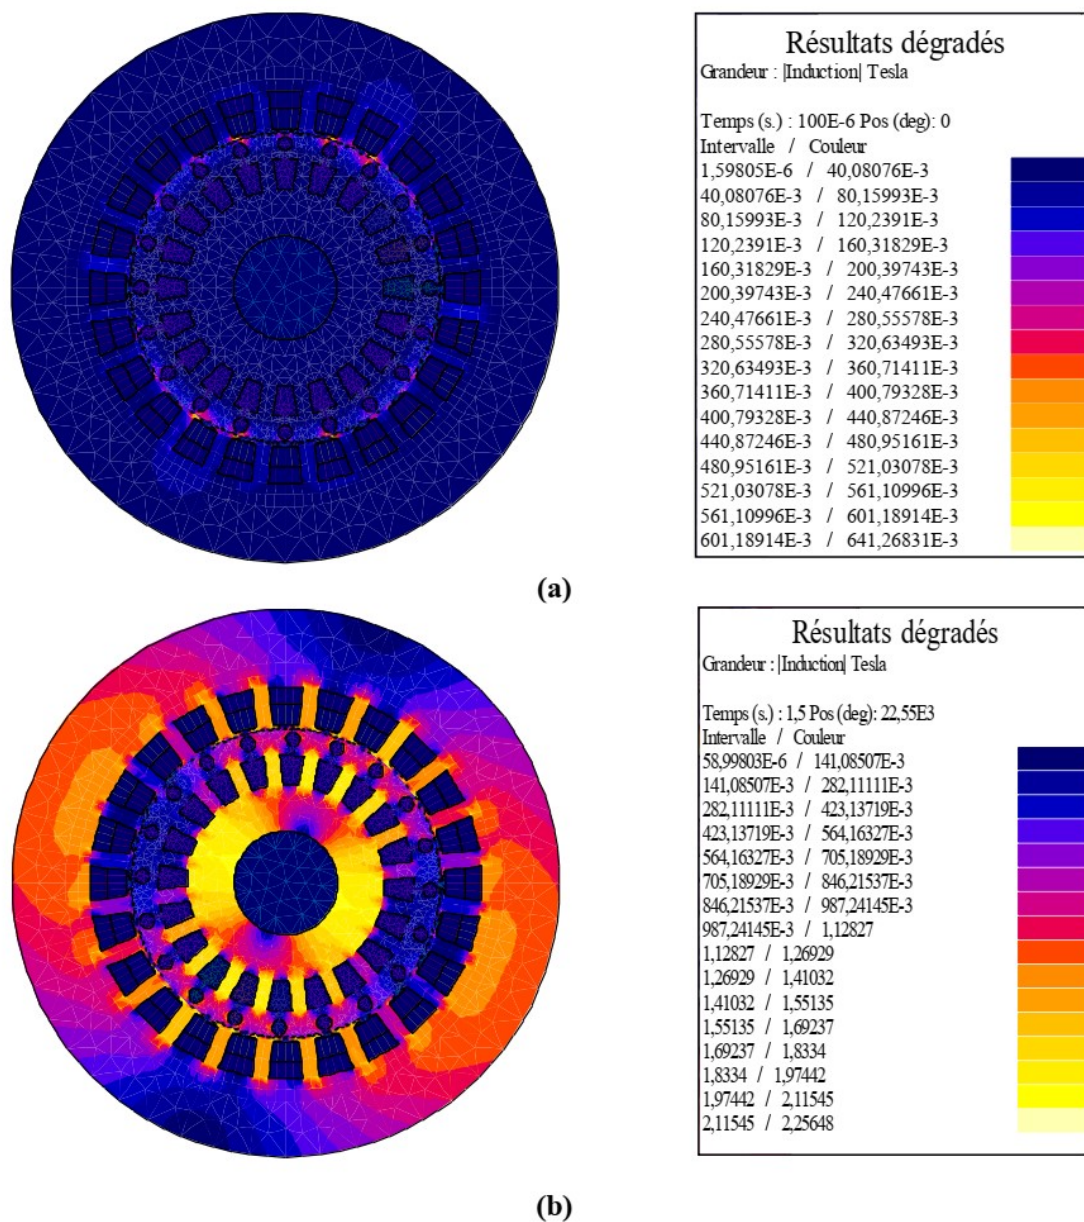 Résultats dégradés
Grandeur : |Induction| Tesla
Temps (s.) : 100E-6 Pos (deg): 0
Intervalle / Couleur
1,59805E-6 / 40,08076E-3
40,08076E-3 / 80,15993E-3
80,15993E-3 / 120,2391E-3
120,2391E-3 / 160,31829E-3
160,31829E-3 / 200,39743E-3
200,39743E-3 / 240,47661E-3
240,47661E-3 / 280,55578E-3
280,55578E-3 / 320,63493E-3
320,63493E-3 / 360,71411E-3
360,71411E-3 / 400,79328E-3
400,79328E-3 / 440,87246E-3
440,87246E-3 / 480,95161E-3
480,95161E-3 / 521,03078E-3
521,03078E-3 / 561,10996E-3
561,10996E-3 / 601,18914E-3
601,18914E-3 / 641,26831E-3
(a)
Résultats dégradés
Grandeur : |Induction| Tesla
Temps (s.) : 1,5 Pos (deg): 22,55E3
Intervalle / Couleur
58,99803E-6 / 141,08507E-3
141,08507E-3 / 282,11111E-3
282,11111E-3 / 423,13719E-3
423,13719E-3 / 564,16327E-3
564,16327E-3 / 705,18929E-3
705,18929E-3 / 846,21537E-3
846,21537E-3 / 987,24145E-3
987,24145E-3 / 1,12827
1,12827 / 1,26929
1,26929 / 1,41032
1,41032 / 1,55135
1,55135 / 1,69237
1,69237 / 1,8334
1,8334 / 1,97442
1,97442 / 2,11545
2,11545 / 2,25648
(b)